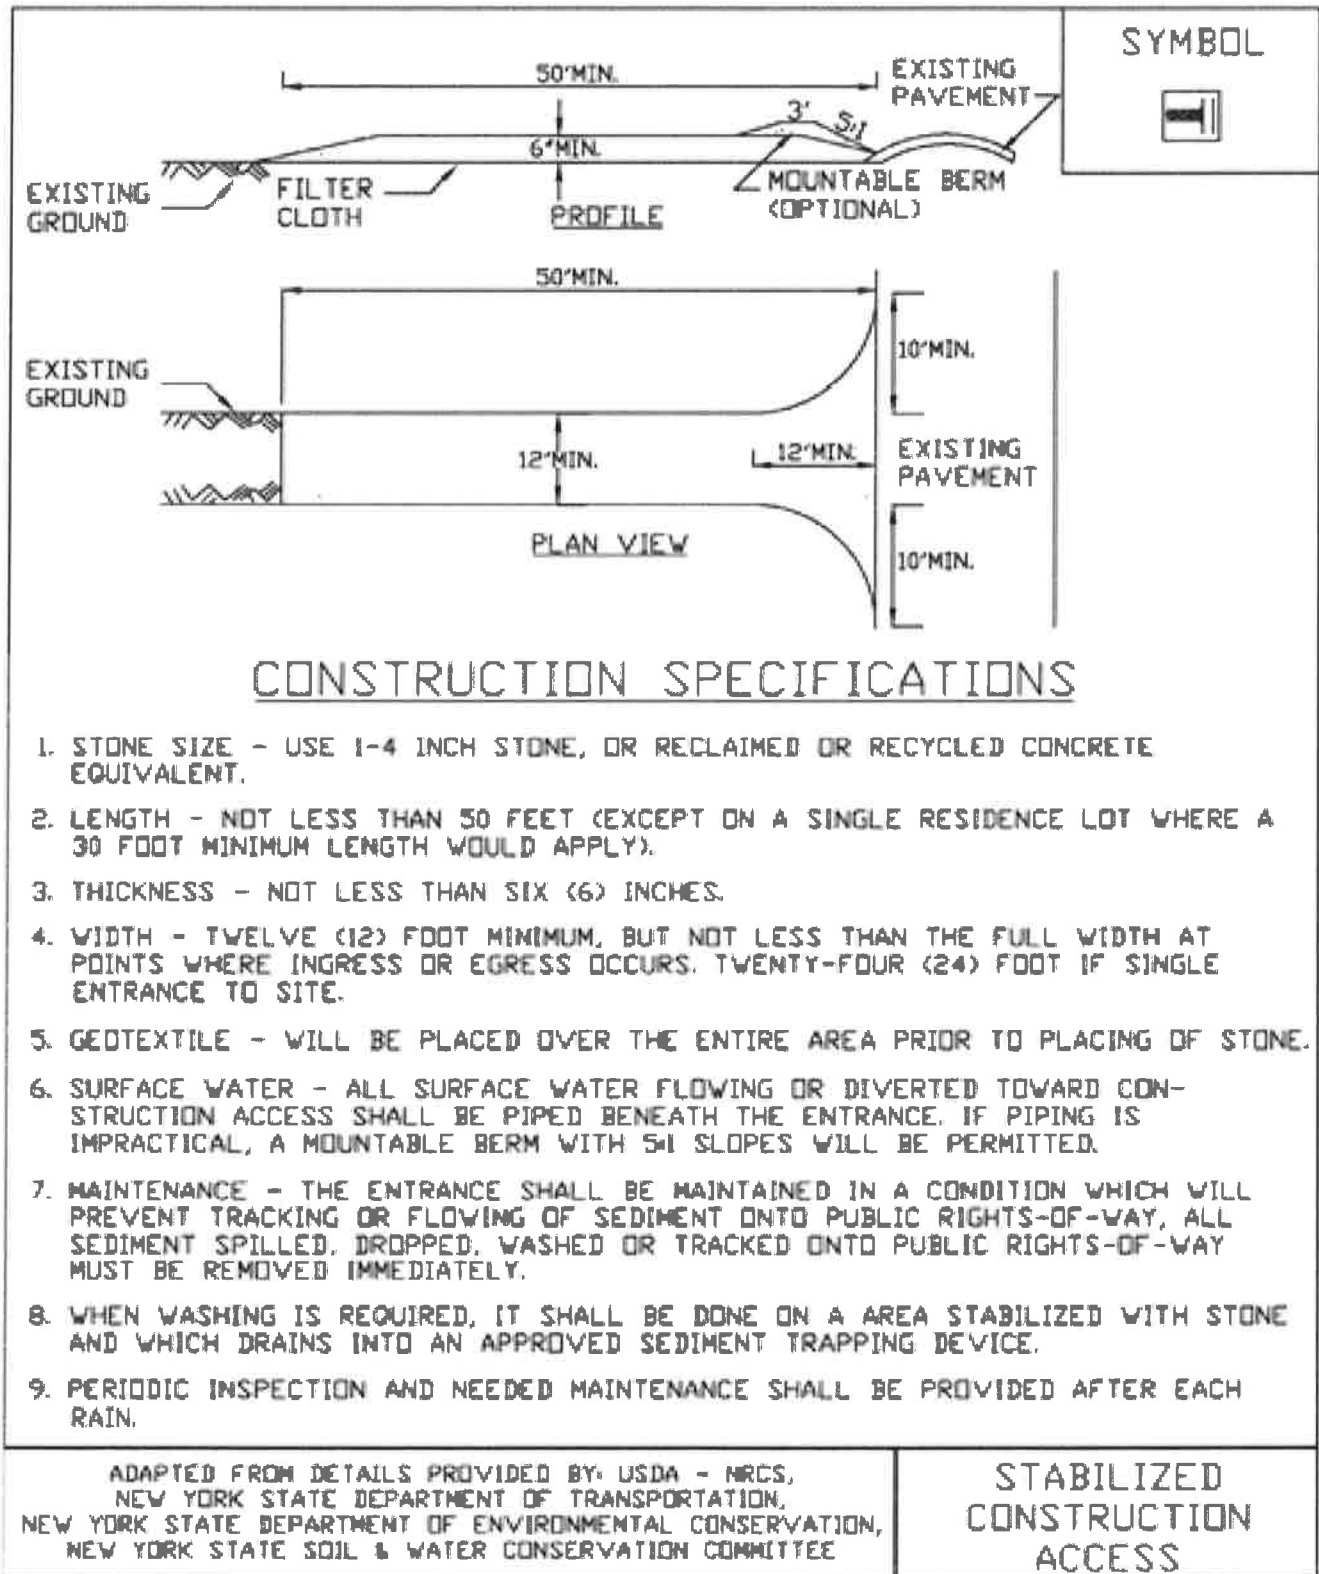 SYMBOL
50'MIN.
EXISTING
PAVEMENT
3'
5:1
6"MIN.
EXISTING
GROUND
FILTER
CLOTH
PROFILE
MOUNTABLE BERM
(OPTIONAL)
50'MIN.
10'MIN.
EXISTING
GROUND
12'MIN.
12'MIN.
EXISTING
PAVEMENT
PLAN VIEW
10'MIN.
CONSTRUCTION SPECIFICATIONS
1. STONE SIZE - USE 1-4 INCH STONE, OR RECLAIMED OR RECYCLED CONCRETE
EQUIVALENT.
2. LENGTH - NOT LESS THAN 50 FEET (EXCEPT ON A SINGLE RESIDENCE LOT WHERE A
30 FOOT MINIMUM LENGTH WOULD APPLY).
3. THICKNESS - NOT LESS THAN SIX (6) INCHES.
4. WIDTH - TWELVE (12) FOOT MINIMUM, BUT NOT LESS THAN THE FULL WIDTH AT
POINTS WHERE INGRESS OR EGRESS OCCURS. TWENTY-FOUR (24) FOOT IF SINGLE
ENTRANCE TO SITE.
5. GEOTEXTILE - WILL BE PLACED OVER THE ENTIRE AREA PRIOR TO PLACING OF STONE.
6. SURFACE WATER - ALL SURFACE WATER FLOWING OR DIVERTED TOWARD CON-
STRUCTION ACCESS SHALL BE PIPED BENEATH THE ENTRANCE. IF PIPING IS
IMPRACTICAL, A MOUNTABLE BERM WITH 5:1 SLOPES WILL BE PERMITTED.
7. MAINTENANCE - THE ENTRANCE SHALL BE MAINTAINED IN A CONDITION WHICH WILL
PREVENT TRACKING OR FLOWING OF SEDIMENT ONTO PUBLIC RIGHTS-OF-WAY, ALL
SEDIMENT SPILLED, DROPPED, WASHED OR TRACKED ONTO PUBLIC RIGHTS-OF-WAY
MUST BE REMOVED IMMEDIATELY.
8. WHEN WASHING IS REQUIRED, IT SHALL BE DONE ON A AREA STABILIZED WITH STONE
AND WHICH DRAINS INTO AN APPROVED SEDIMENT TRAPPING DEVICE.
9. PERIODIC INSPECTION AND NEEDED MAINTENANCE SHALL BE PROVIDED AFTER EACH
RAIN.
ADAPTED FROM DETAILS PROVIDED BY: USDA - NRCS,
NEW YORK STATE DEPARTMENT OF TRANSPORTATION,
NEW YORK STATE DEPARTMENT OF ENVIRONMENTAL CONSERVATION,
NEW YORK STATE SOIL & WATER CONSERVATION COMMITTEE
STABILIZED
CONSTRUCTION
ACCESS